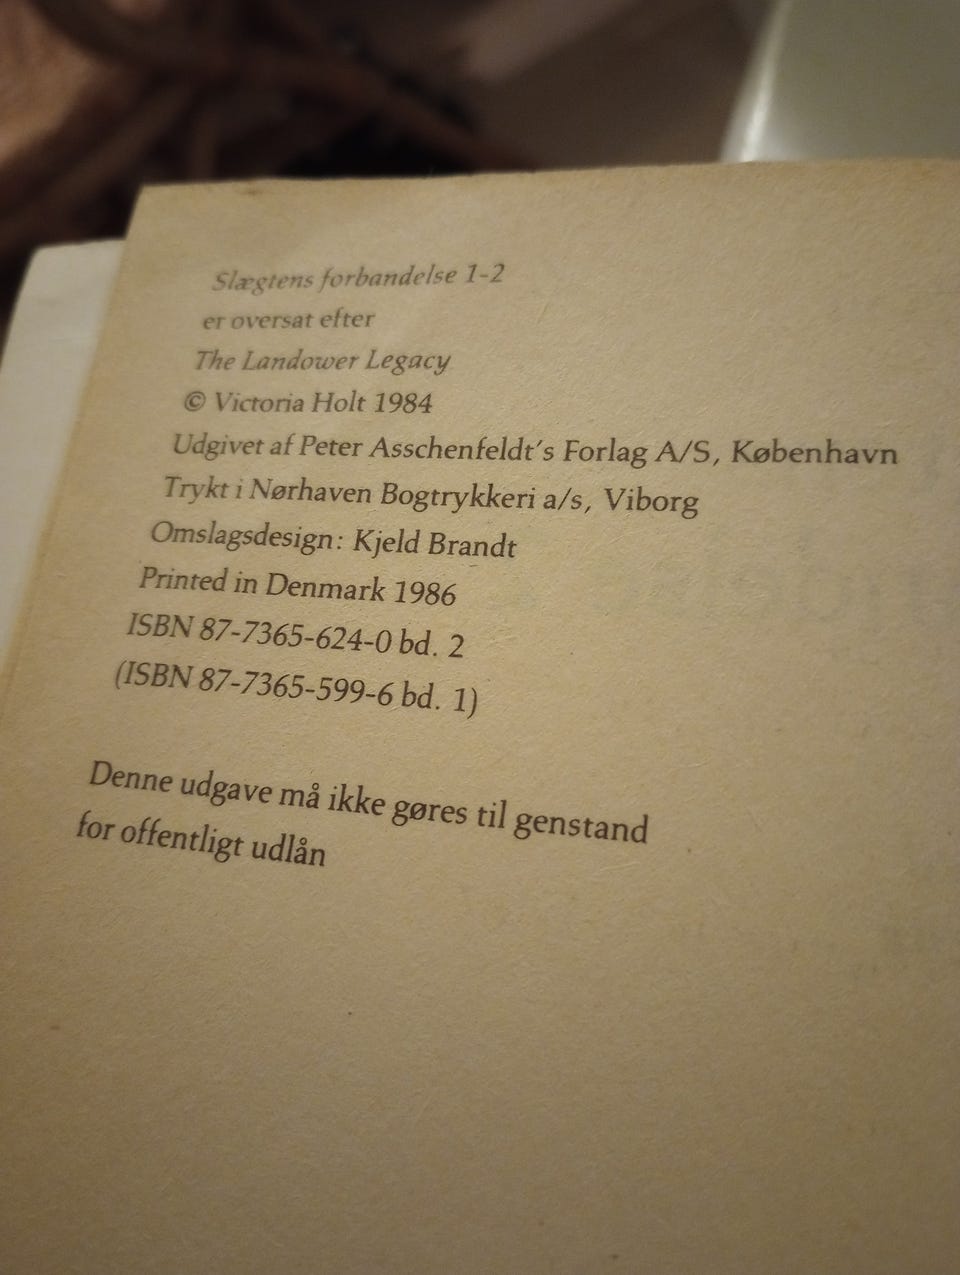 Slægtens forbandelse 1-2
er oversat efter
The Landower Legacy
© Victoria Holt 1984
Udgivet af Peter Asschenfeldt's Forlag A/S, København
Trykt i Nørhaven Bogtrykkeri a/s, Viborg
Omslagsdesign: Kjeld Brandt
Printed in Denmark 1986
ISBN 87-7365-624-0 bd. 2
(ISBN 87-7365-599-6 bd. 1)
Denne udgave må ikke gøres til genstand
for offentligt udlån